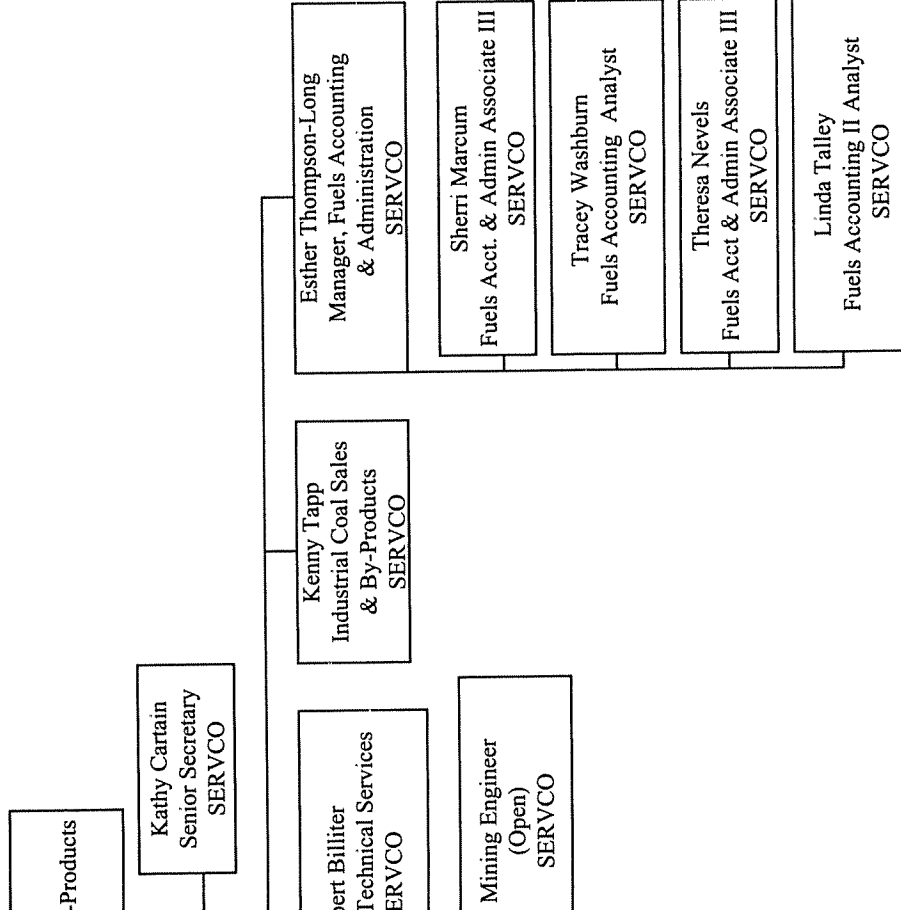 -Products
Kathy Cartain
Senior Secretary
SERVCO
Billiter
Technical Services
Mining Engineer
(Open)
SERVCO
Kenny Tapp
Industrial Coal Sales
& By-Products
SERVCO
Esther Thompson-Long
Manager, Fuels Accounting
& Administration
SERVCO
Sherri Marcum
Fuels Acct. & Admin Associate III
SERVCO
Tracey Washburn
Fuels Accounting Analyst
SERVCO
Theresa Nevels
Fuels Acct & Admin Associate III
SERVCO
Linda Talley
Fuels Accounting II Analyst
SERVCO